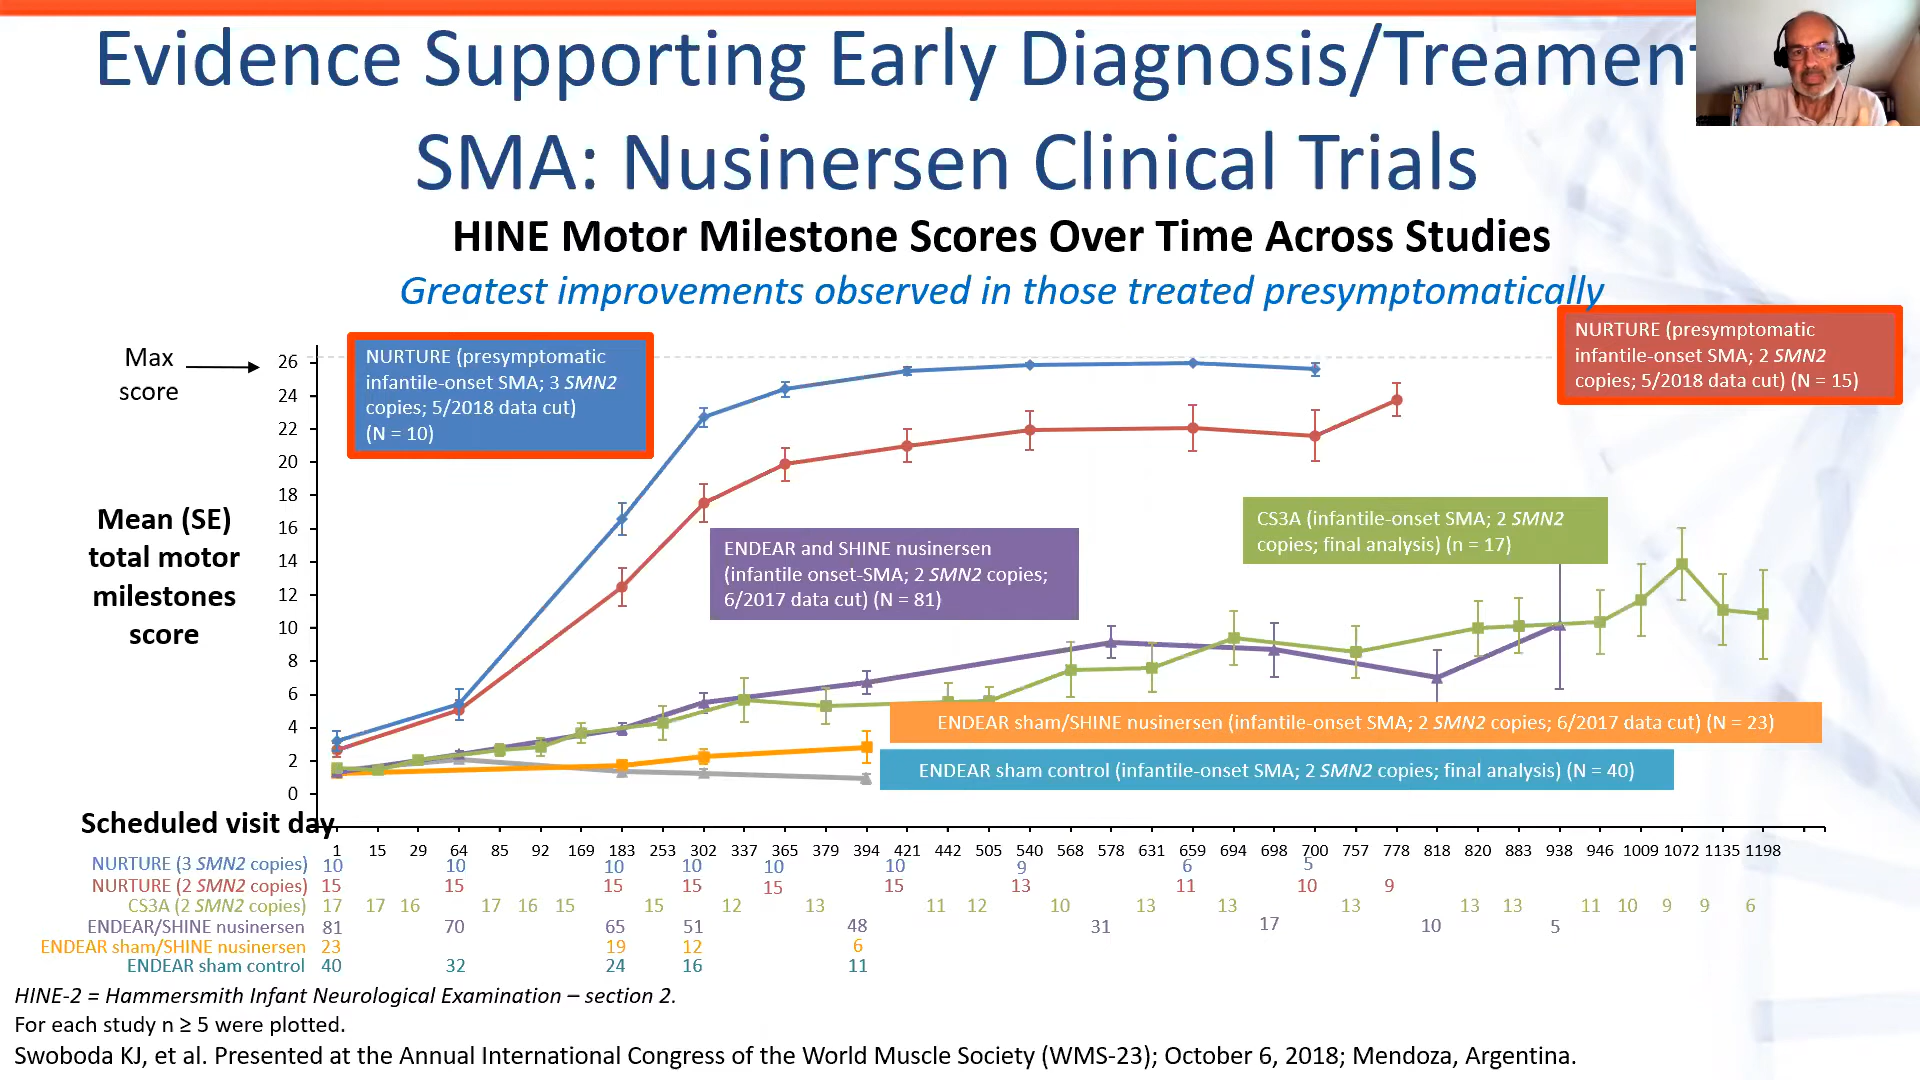 Evidence Supporting Early Diagnosis/Treament
SMA: Nusinersen Clinical Trials
HINE Motor Milestone Scores Over Time Across Studies
Greatest improvements observed in those treated presymptomatically
Max
score
26
24
22
20
18
16
14
12
10
8
6
4
2
0
Mean (SE)
total motor
milestones
score
NURTURE (presymptomatic
infantile-onset SMA; 3 SMN2
copies; 5/2018 data cut)
(N = 10)
NURTURE (presymptomatic
infantile-onset SMA; 2 SMN2
copies; 5/2018 data cut) (N = 15)
ENDEAR and SHINE nusinersen
(infantile onset-SMA; 2 SMN2 copies;
6/2017 data cut) (N = 81)
CS3A (infantile-onset SMA; 2 SMN2
copies; final analysis) (n = 17)
ENDEAR sham/SHINE nusinersen (infantile-onset SMA; 2 SMN2 copies; 6/2017 data cut) (N = 23)
ENDEAR sham control (infantile-onset SMA; 2 SMN2 copies; final analysis) (N = 40)
Scheduled visit day
1 15 29 64 85 92 169 183 253 302 337 365 379 394 421 442 505 540 568 578 631 659 694 698 700 757 778 818 820 883 938 946 1009 1072 1135 1198
NURTURE (3 SMN2 copies) 10 10 10 10 10 10 9 6 5
NURTURE (2 SMN2 copies) 15 15 15 15 15 15 13 11 10 9
CS3A (2 SMN2 copies) 17 17 16 17 16 15 15 12 13 11 12 10 13 13 13 13 13 11 10 9 9 6
ENDEAR/SHINE nusinersen 81 70 65 51 48 31 17 10 5
ENDEAR sham/SHINE nusinersen 23 19 12 6
ENDEAR sham control 40 32 24 16 11
HINE-2 = Hammersmith Infant Neurological Examination – section 2.
For each study n ≥ 5 were plotted.
Swoboda KJ, et al. Presented at the Annual International Congress of the World Muscle Society (WMS-23); October 6, 2018; Mendoza, Argentina.